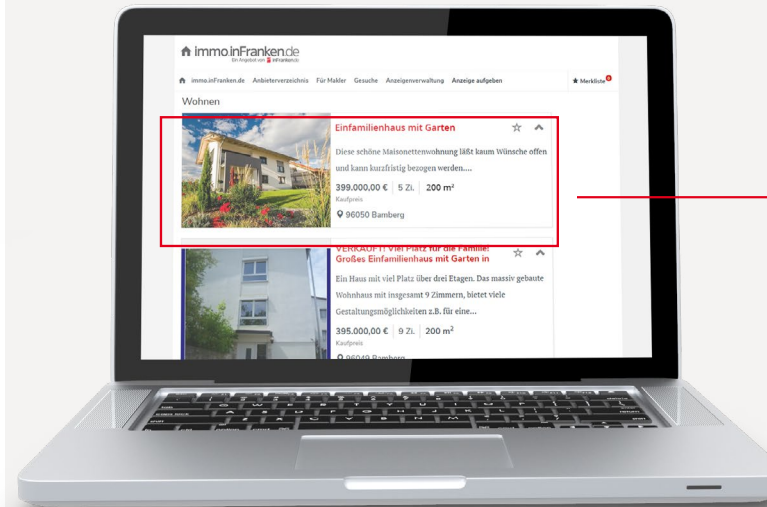 immo.inFranken.de
Ein Angebot von inFranken.de
immo.inFranken.de Anbieterverzeichnis Für Makler Gesuche Anzeigenverwaltung Anzeige aufgeben Merkliste 0
Wohnen
Einfamilienhaus mit Garten
Diese schöne Maisonettenwohnung läßt kaum Wünsche offen
und kann kurzfristig bezogen werden....
399.000,00 € 5 Zi. 200 m²
Kaufpreis
96050 Bamberg
VERKAUFT! Viel Platz für die Familie!
Großes Einfamilienhaus mit Garten in
Ein Haus mit viel Platz über drei Etagen. Das massiv gebaute
Wohnhaus mit insgesamt 9 Zimmern, bietet viele
Gestaltungsmöglichkeiten z.B. für eine...
395.000,00 € 9 Zi. 200 m²
Kaufpreis
96049 Bamberg